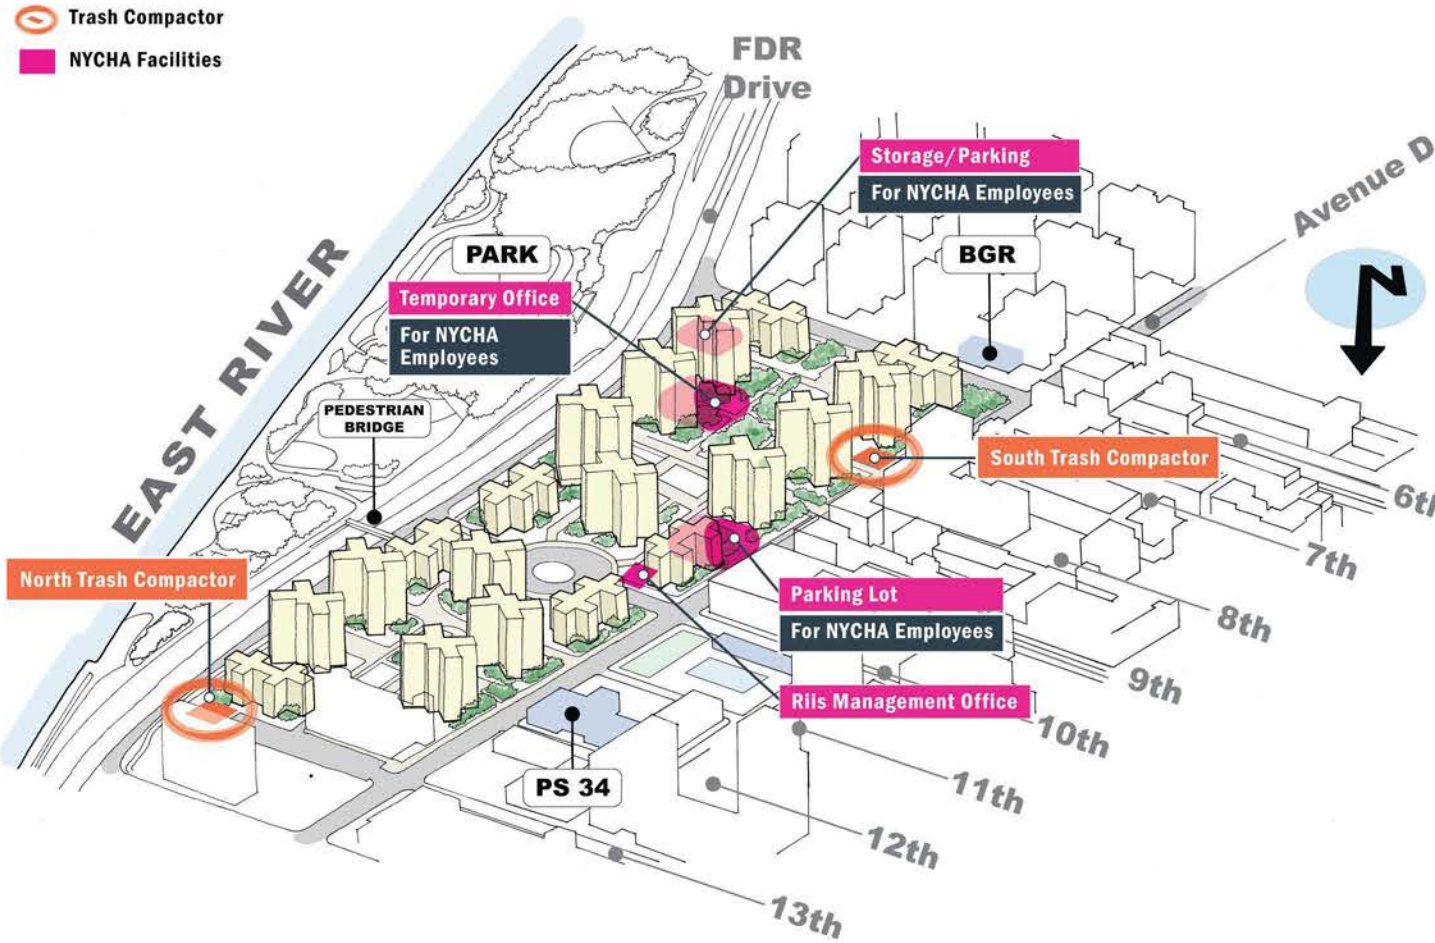 Trash Compactor
NYCHA Facilities
FDR
Drive
Storage/Parking
For NYCHA Employees
Avenue D
PARK
BGR
Temporary Office
For NYCHA
Employees
EAST RIVER
PEDESTRIAN
BRIDGE
N
South Trash Compactor
6th
7th
North Trash Compactor
Parking Lot
For NYCHA Employees
8th
9th
Riis Management Office
10th
PS 34
11th
12th
13th